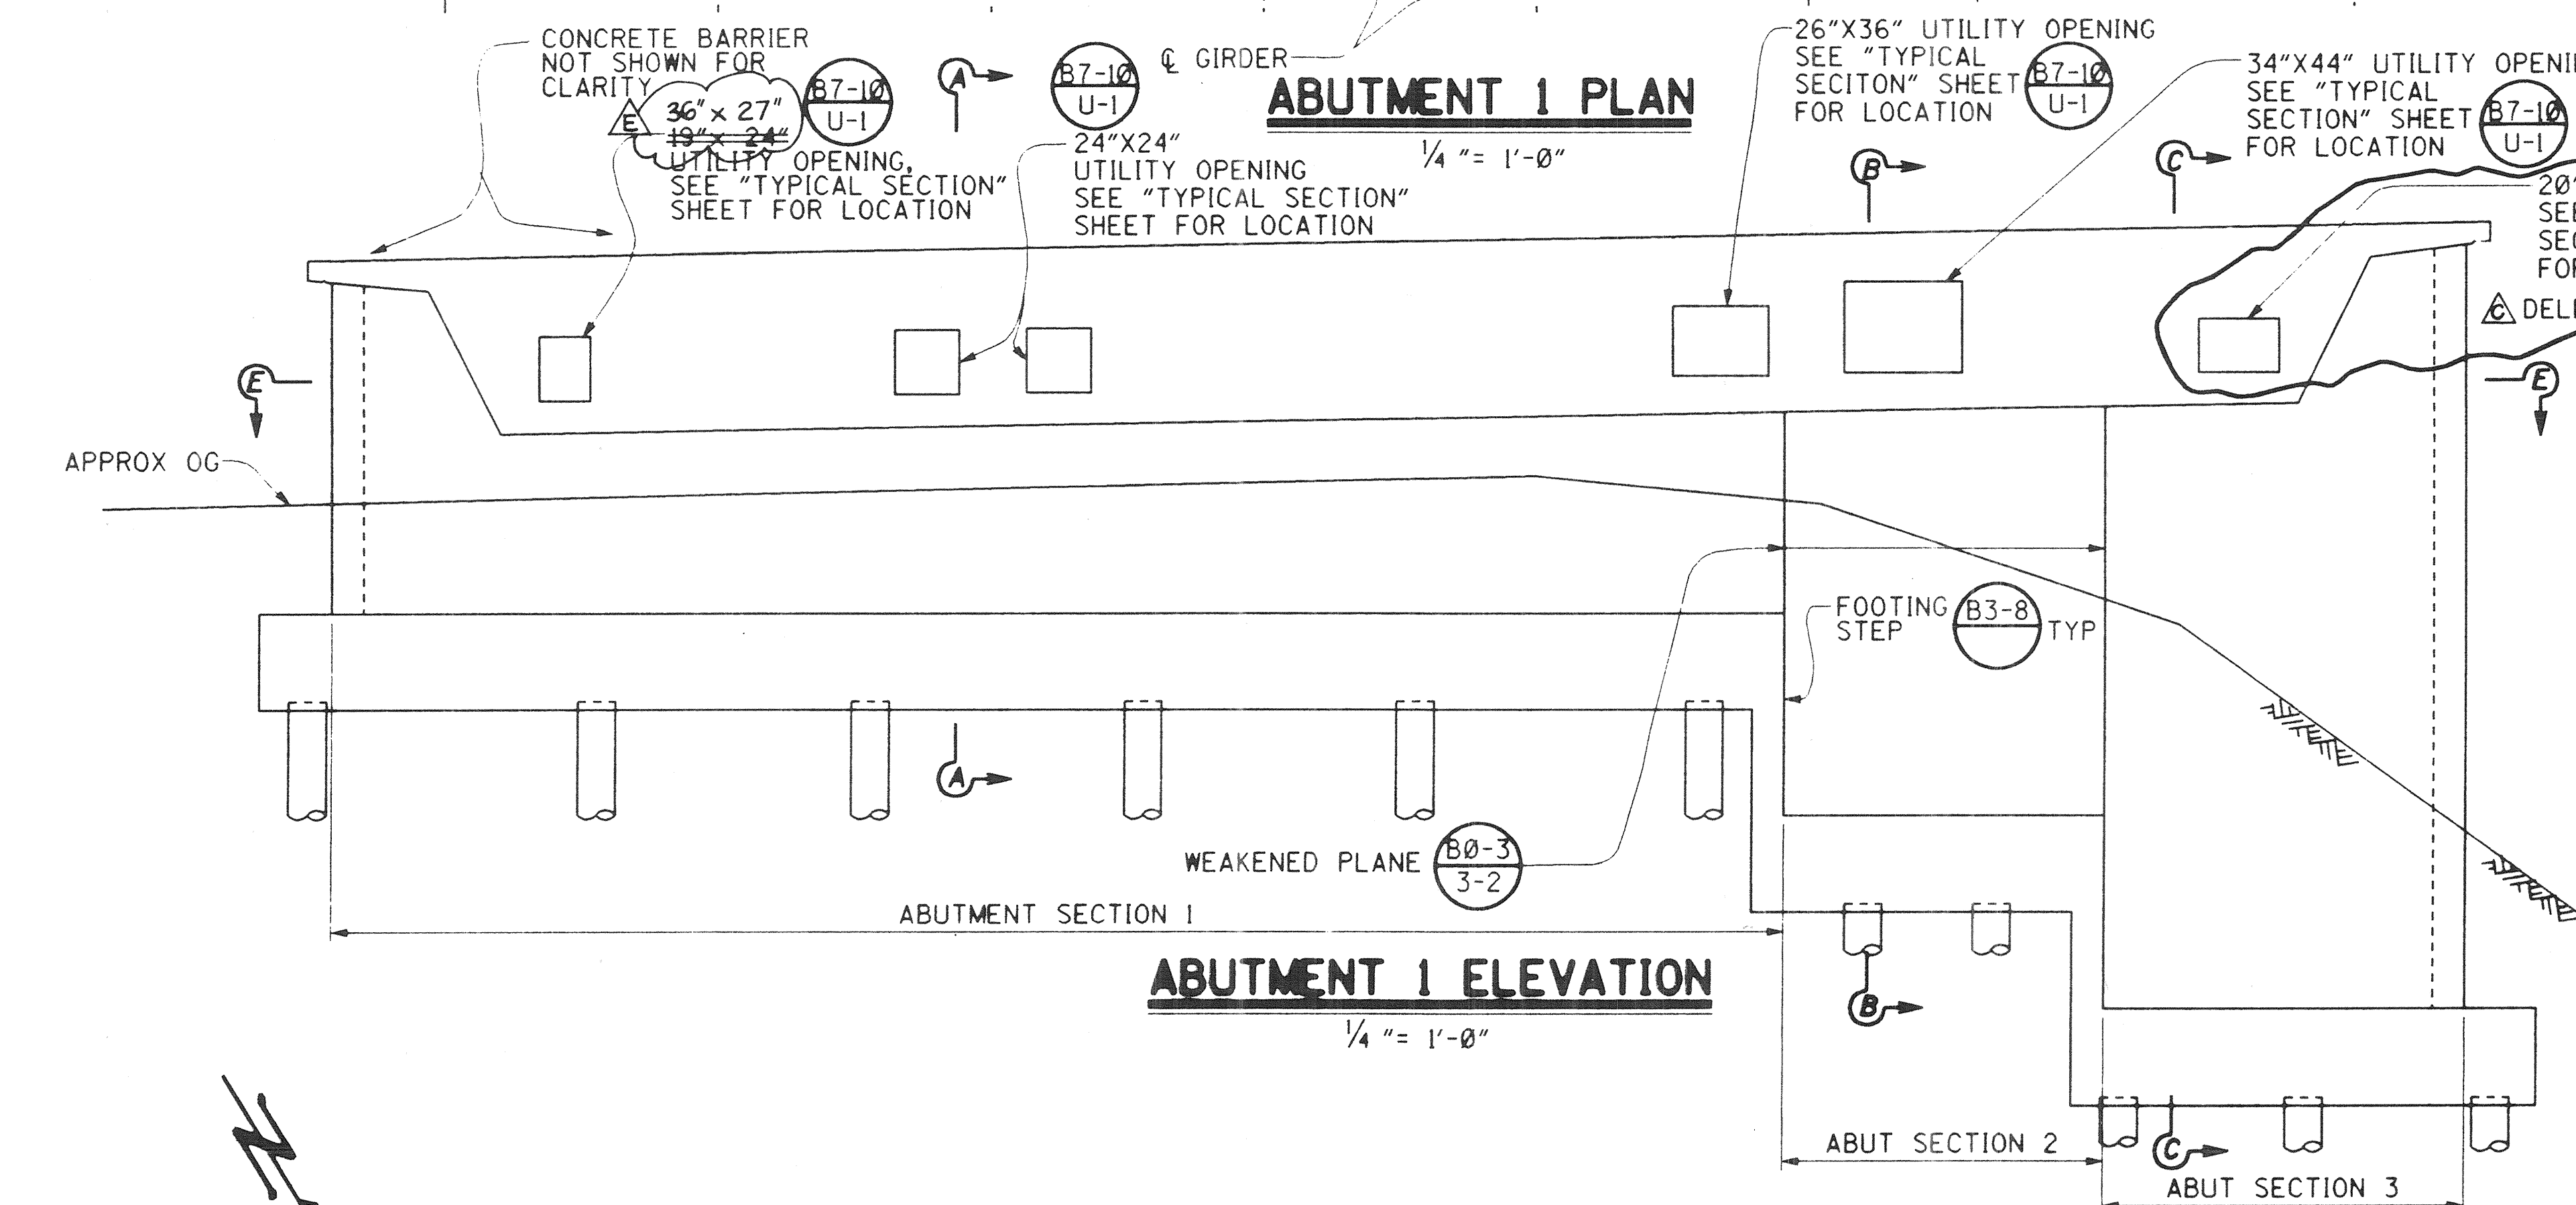 CONCRETE BARRIER
NOT SHOWN FOR
CLARITY
E
36" x 27"
19" x 24"
UTILITY OPENING,
SEE "TYPICAL SECTION"
SHEET FOR LOCATION
B7-10
U-1
A
B7-10
U-1
24"X24"
UTILITY OPENING
SEE "TYPICAL SECTION"
SHEET FOR LOCATION
℄ GIRDER
ABUTMENT 1 PLAN
1/4 "= 1'-0"
26"X36" UTILITY OPENING
SEE "TYPICAL
SECITON" SHEET
FOR LOCATION
B7-10
U-1
B
C
34"X44" UTILITY
SEE "TYPICAL
SECTION" SHEET
FOR LOCATION
B7-10
U-1
C
E
E
APPROX OG
FOOTING
STEP
B3-8
TYP
A
WEAKENED PLANE
BØ-3
3-2
ABUTMENT SECTION 1
ABUTMENT 1 ELEVATION
1/4 "= 1'-0"
B
ABUT SECTION 2
C
ABUT SECTION 3